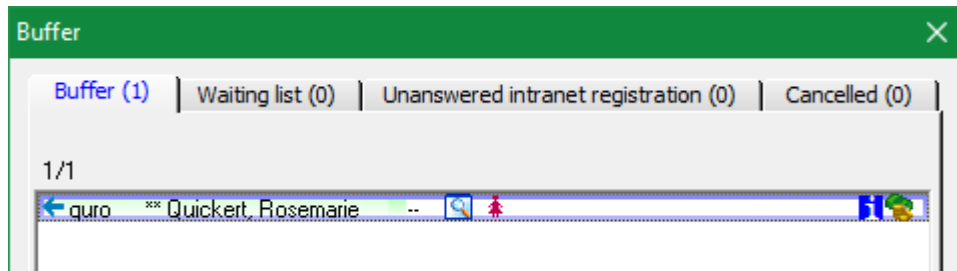 Buffer
Buffer (1) Waiting list (0) Unanswered intranet registration (0) Cancelled (0)
1/1
quro ** Quickert, Rosemarie --